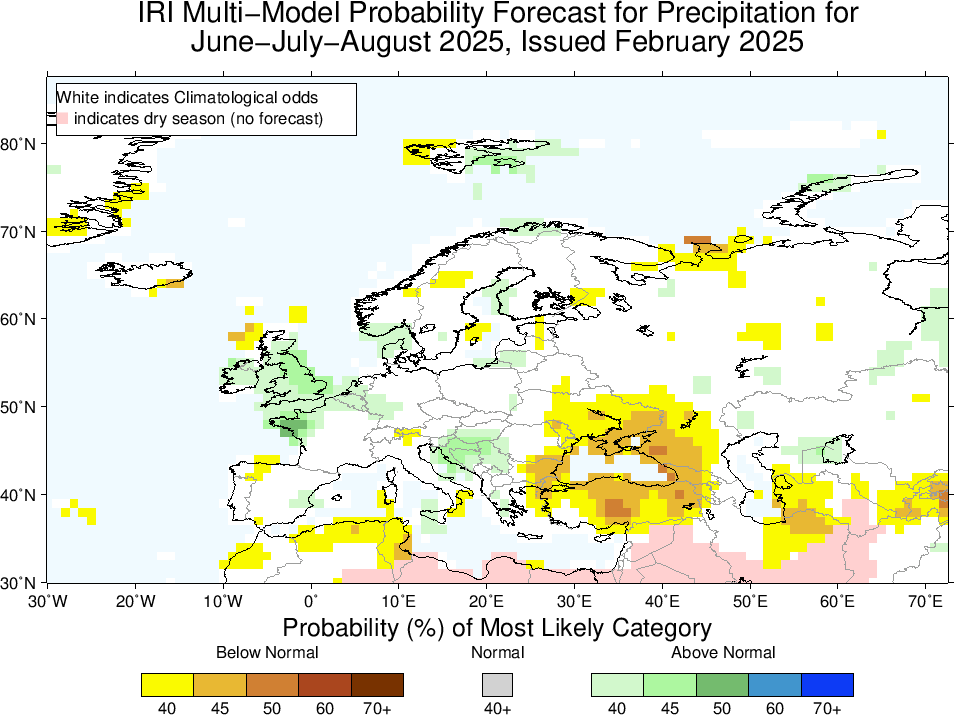 IRI Multi−Model Probability Forecast for Precipitation for
June−July−August 2025, Issued February 2025
White indicates Climatological odds
indicates dry season (no forecast)
80°N
70°N
60°N
50°N
40°N
30°N
30°W 20°W 10°W 0° 10°E 20°E 30°E 40°E 50°E 60°E 70°E
Probability (%) of Most Likely Category
Below Normal Normal Above Normal
40 45 50 60 70+ 40+ 40 45 50 60 70+